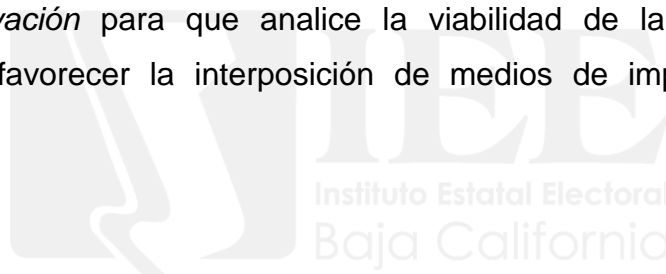 vación para que analice la viabilidad de la
favorecer la interposición de medios de imp
IEE
Instituto Estatal Electoral
Baja California